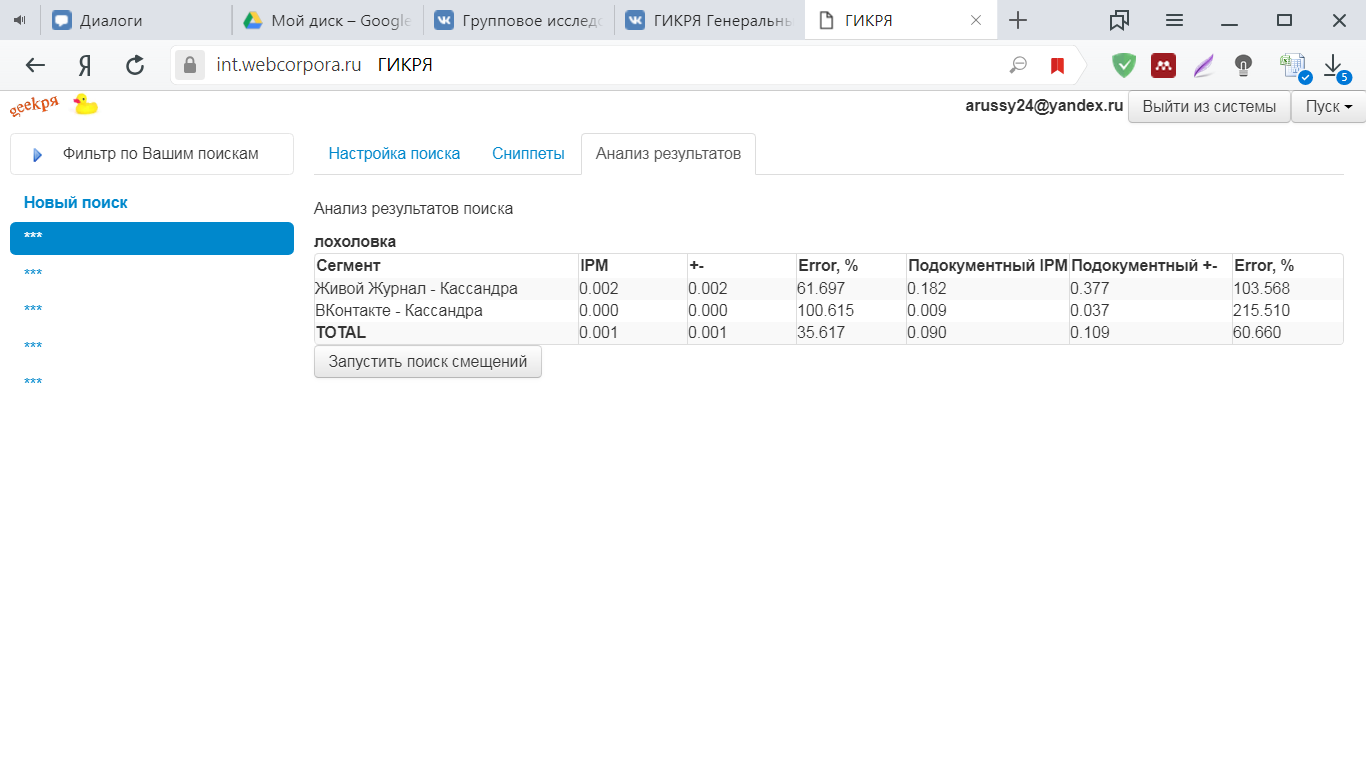 Диалоги Мой диск – Google Групповое исследо ГИКРЯ Генеральны ГИКРЯ
Я int.webcorpora.ru ГИКРЯ 5
geekря arussy24@yandex.ru Выйти из системы Пуск
Фильтр по Вашим поискам Настройка поиска Сниппеты Анализ результатов
Новый поиск
***
***
***
***
***
Анализ результатов поиска
лохоловка
Сегмент IPM +- Error, % Подокументный IPM Подокументный +- Error, %
Живой Журнал - Кассандра 0.002 0.002 61.697 0.182 0.377 103.568
ВКонтакте - Кассандра 0.000 0.000 100.615 0.009 0.037 215.510
TOTAL 0.001 0.001 35.617 0.090 0.109 60.660
Запустить поиск смещений